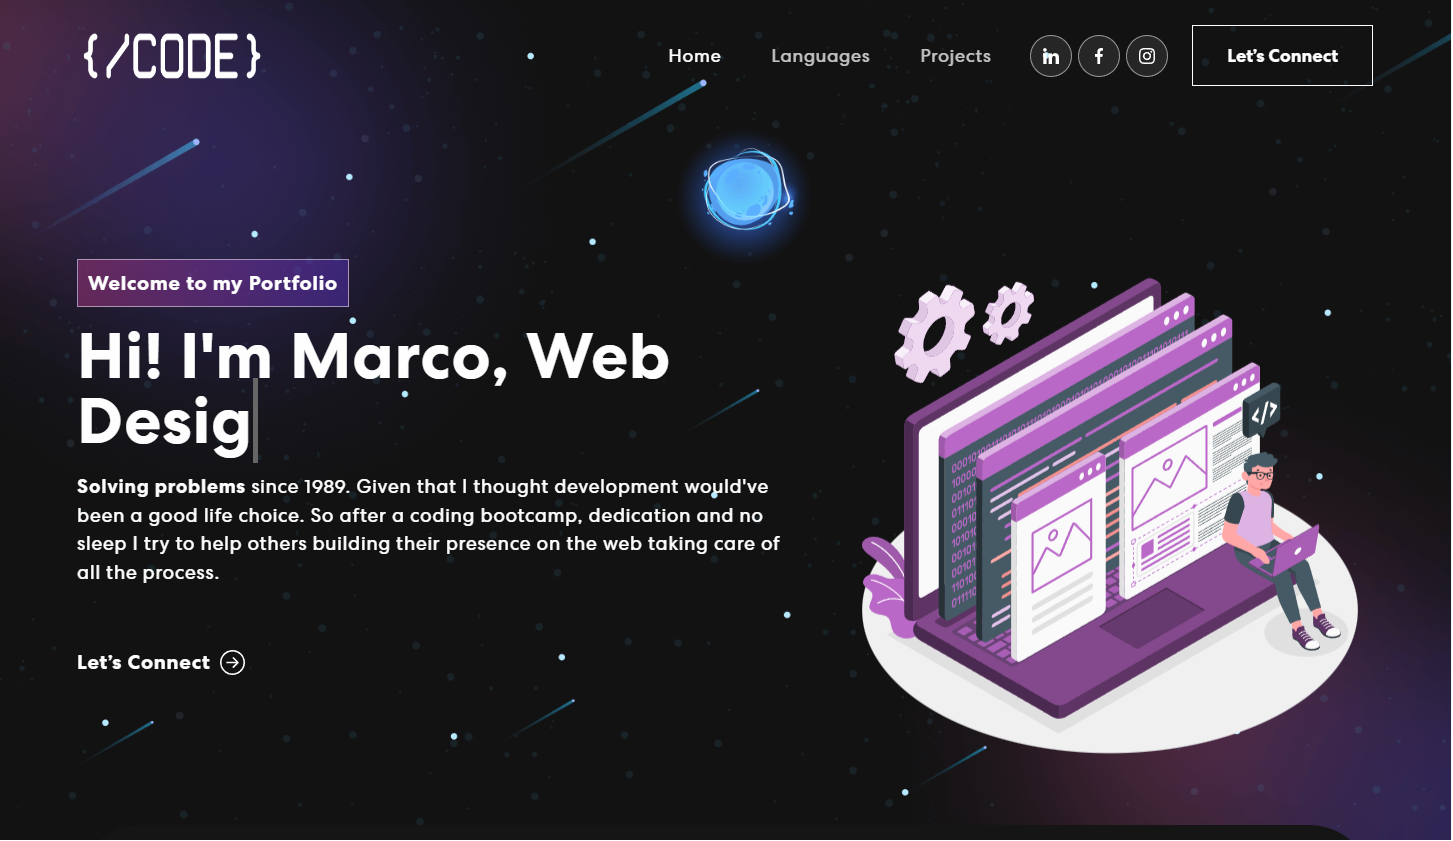 {/CODE}
Home Languages Projects in f Let's Connect
Welcome to my Portfolio
Hi! I'm Marco, Web
Desig
Solving problems since 1989. Given that I thought development would've
been a good life choice. So after a coding bootcamp, dedication and no
sleep I try to help others building their presence on the web taking care of
all the process.
Let's Connect
</>